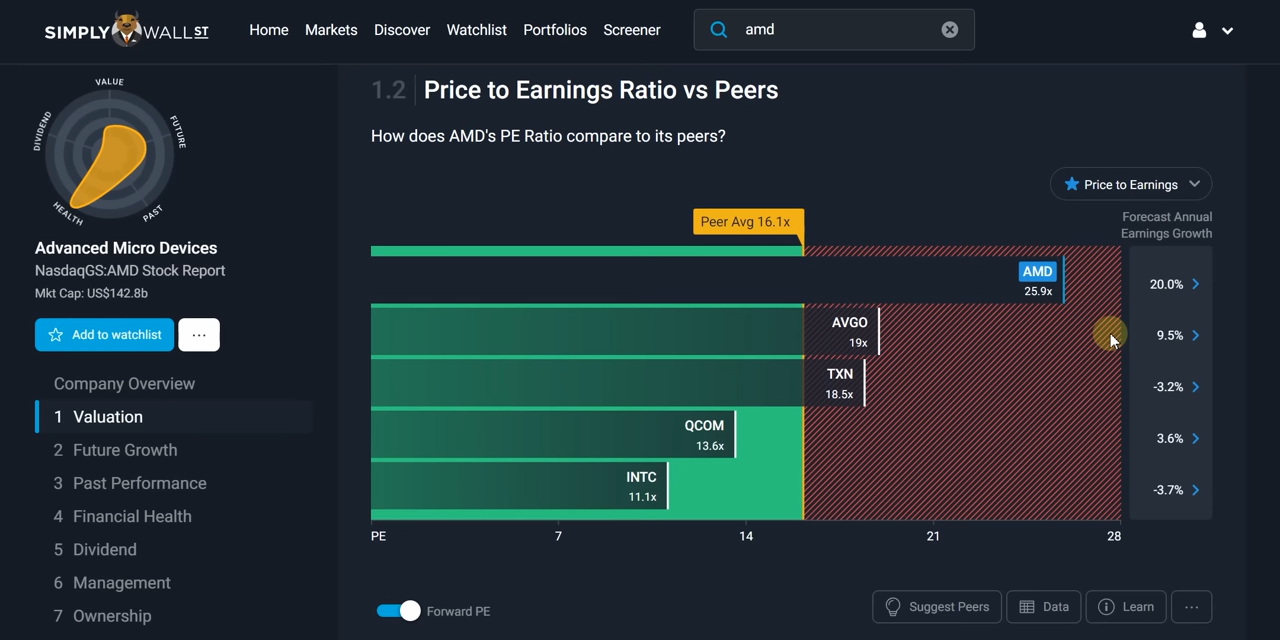 SIMPLY WALL ST
Home Markets Discover Watchlist Portfolios Screener
amd
VALUE
FUTURE
PAST
HEALTH
DIVIDEND
Advanced Micro Devices
NasdaqGS:AMD Stock Report
Mkt Cap: US$142.8b
Add to watchlist
...
Company Overview
1 Valuation
2 Future Growth
3 Past Performance
4 Financial Health
5 Dividend
6 Management
7 Ownership
1.2 Price to Earnings Ratio vs Peers
How does AMD's PE Ratio compare to its peers?
Price to Earnings
Forecast Annual
Earnings Growth
Peer Avg 16.1x
AMD
25.9x
20.0%
AVGO
19x
9.5%
TXN
18.5x
-3.2%
QCOM
13.6x
3.6%
INTC
11.1x
-3.7%
PE 7 14 21 28
Forward PE
Suggest Peers
Data
Learn
...